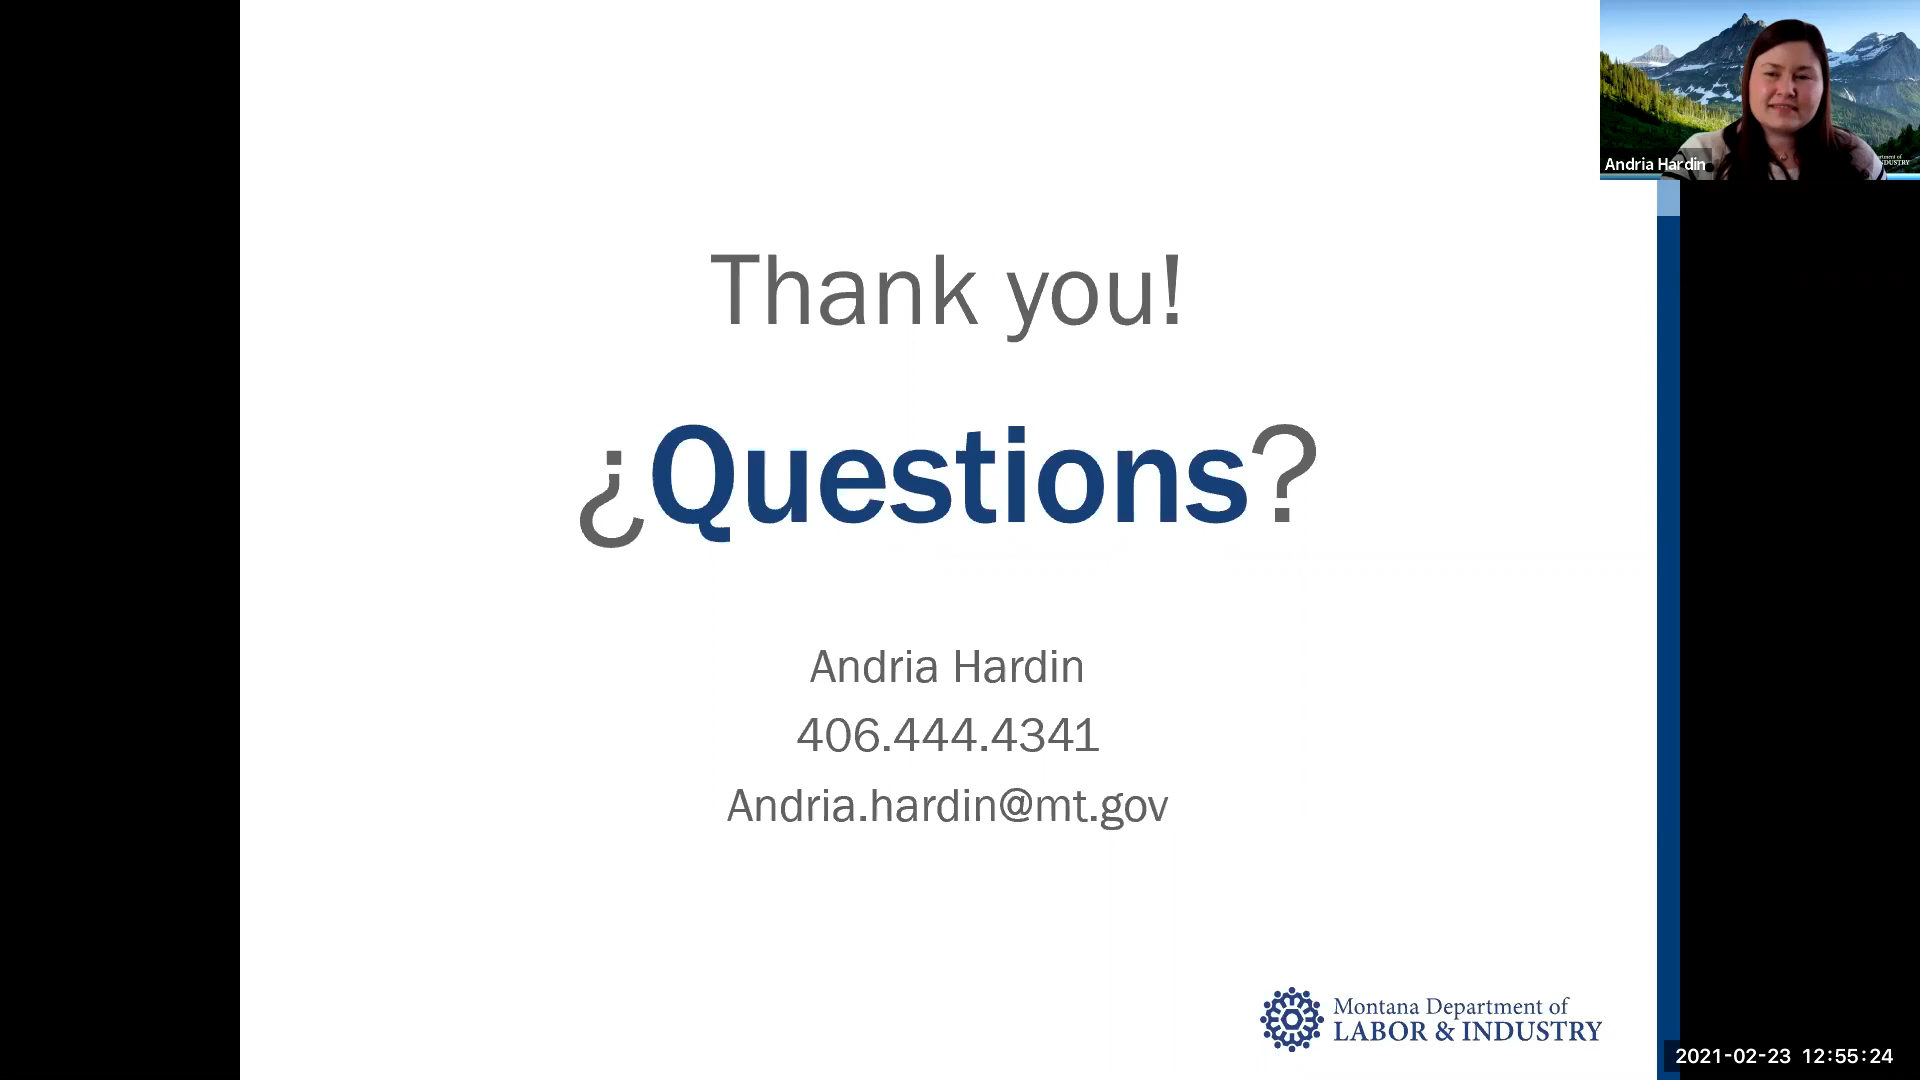 Andria Hardin
Thank you!
¿Questions?
Andria Hardin
406.444.4341
Andria.hardin@mt.gov
Montana Department of
LABOR & INDUSTRY
2021-02-23 12:55:24